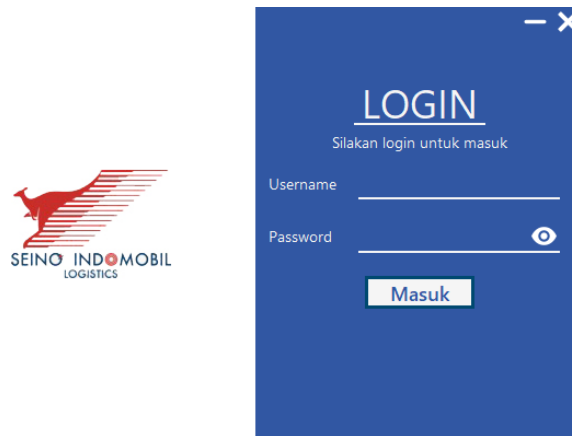 SEINO INDOMOBIL
LOGISTICS
LOGIN
Silakan login untuk masuk
Username
Password
Masuk